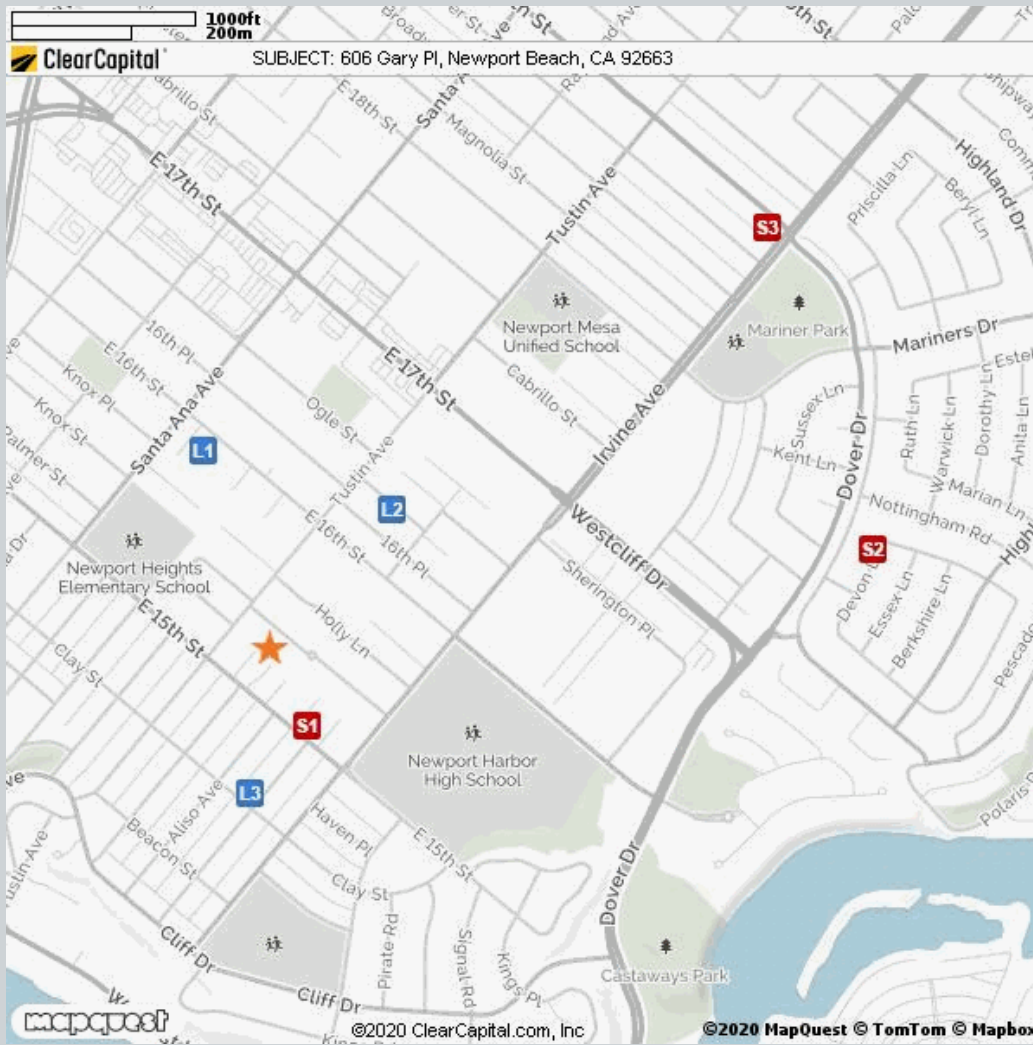 1000ft
200m
ClearCapital
SUBJECT: 606 Gary Pl, Newport Beach, CA 92663
E 18th St
Magnolia St
Tustin Ave
E 17th St
S3
Priscilla Ln
Highland Dr
Beryl Ln
Newport Mesa
Unified School
Mariner Park
Mariners Dr
16th Pl
E 16th St
Knox Pl
Knox St
Palmer St
Santa Ana Ave
E 17th St
Ogle St
Cabrillo St
Irvine Ave
Sussex Ln
Kent Ln
Dover Dr
Ruth Ln
Warwick Ln
Dorothy Ln
Anita Ln
Marian Ln
Nottingham Rd
L1
Tustin Ave
L2
E 16th St
16th Pl
Westcliff Dr
S2
Devon L
Essex Ln
Berkshire Ln
Newport Heights
Elementary School
Sherington Pl
E 15th St
Holly Ln
Clay St
S1
Newport Harbor
High School
L3
Aliso Ave
Beacon St
Haven Pl
E 15th St
Clay St
Dover Dr
Cliff Dr
Pirate Rd
Signal Rd
Kings Pl
Castaways Park
Cliff Dr
mapquest
©2020 ClearCapital.com, Inc
©2020 MapQuest © TomTom © Mapbox